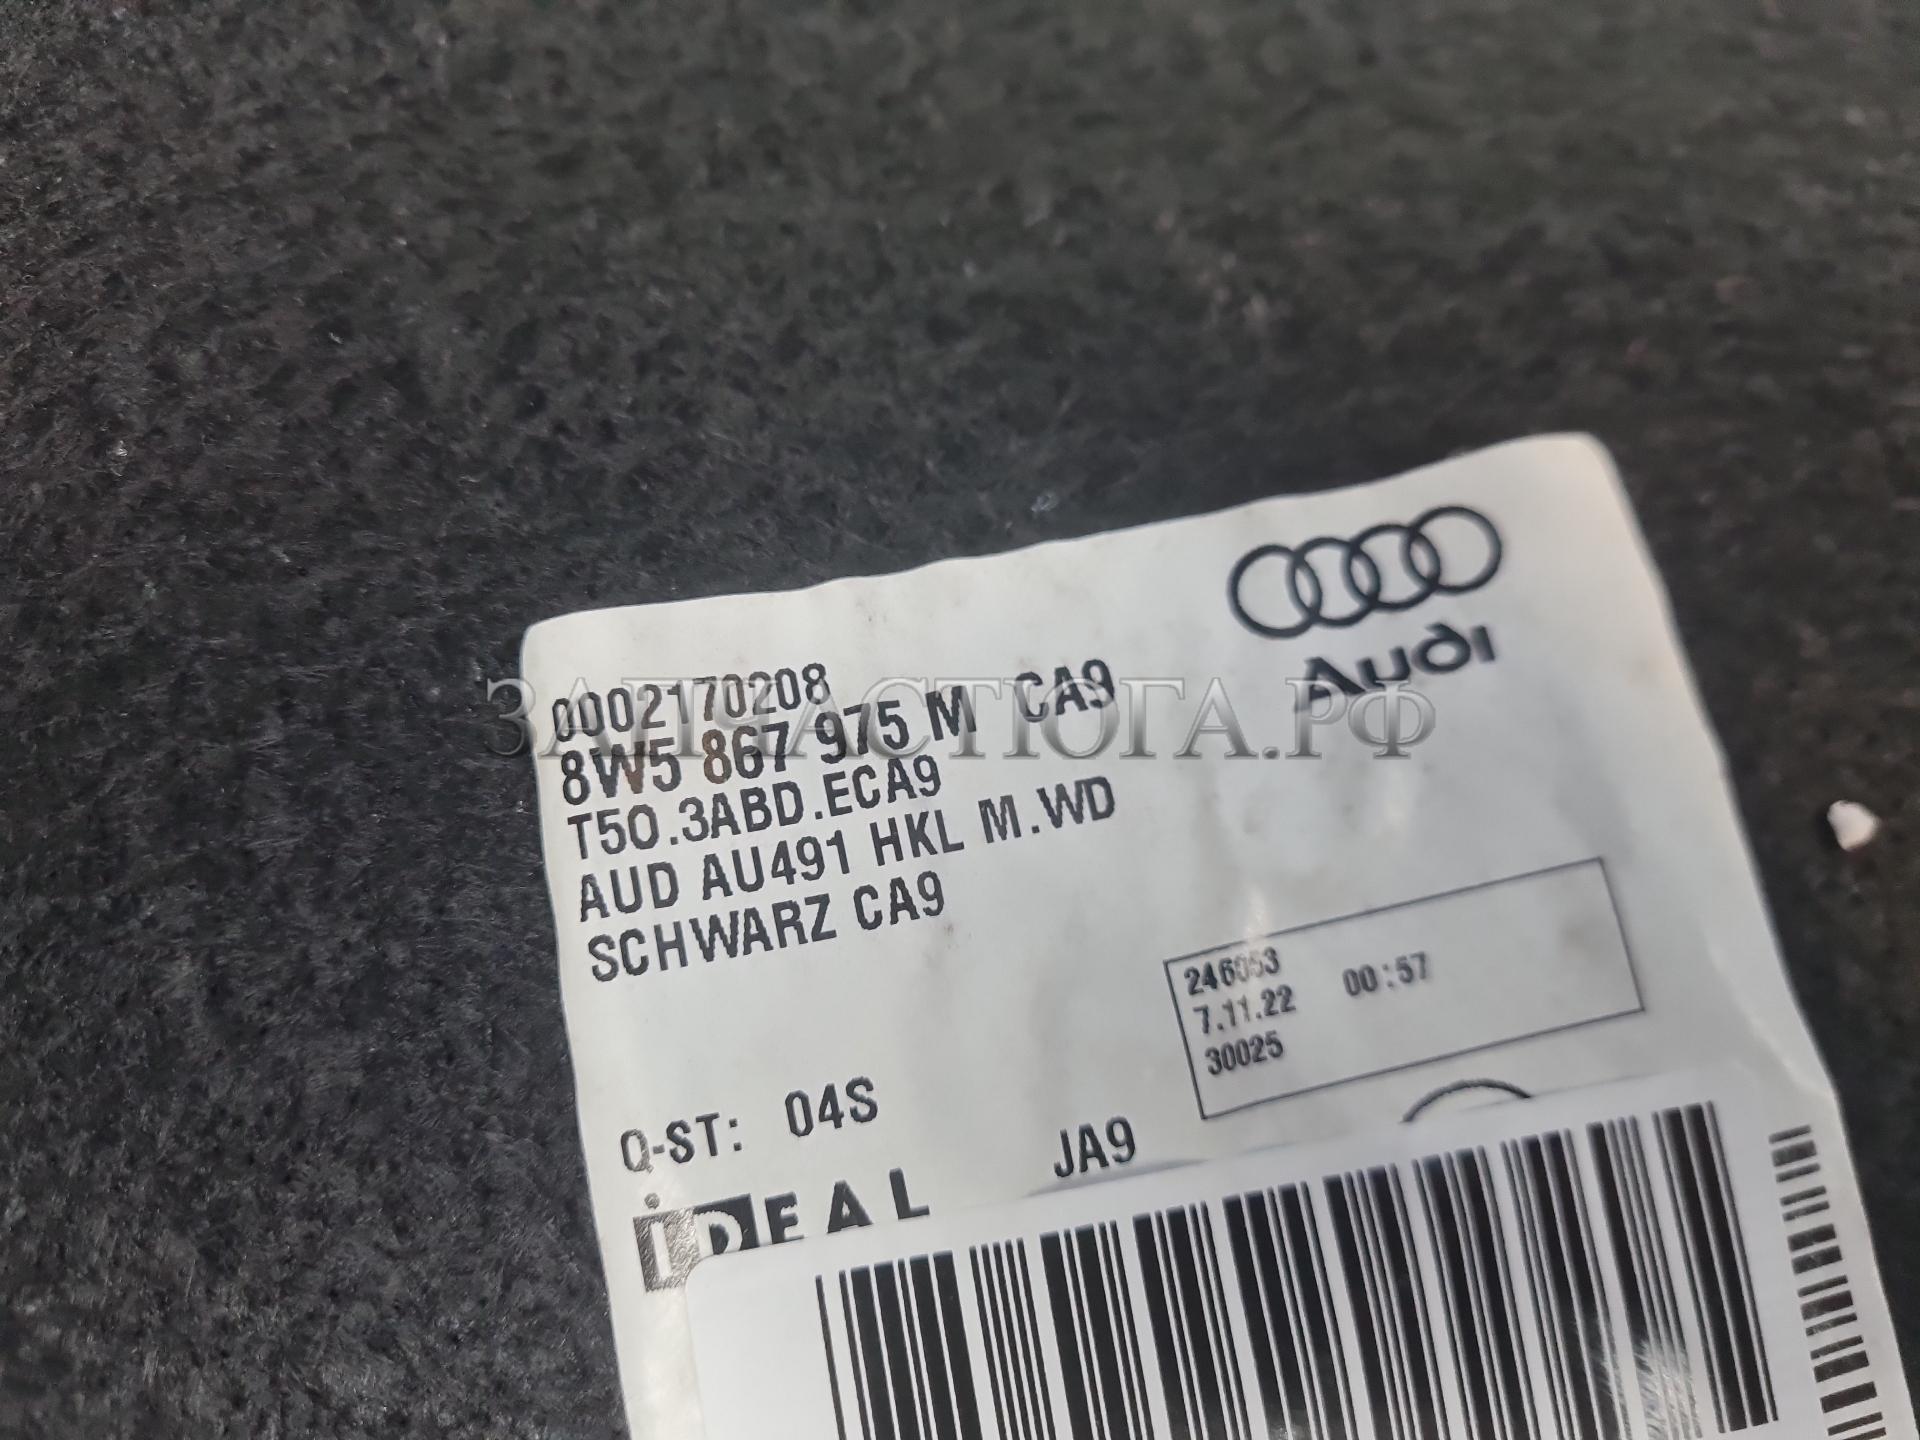 Audi
0002170208
8W5 867 975 M CA9
T50.3ABD.ECA9
AUD AU491 HKL M.WD
SCHWARZ CA9
246053
7.11.22 00:57
30025
Q-ST: 04S
JA9
iDEAL
ЗАПЧАСТЮГА.РФ